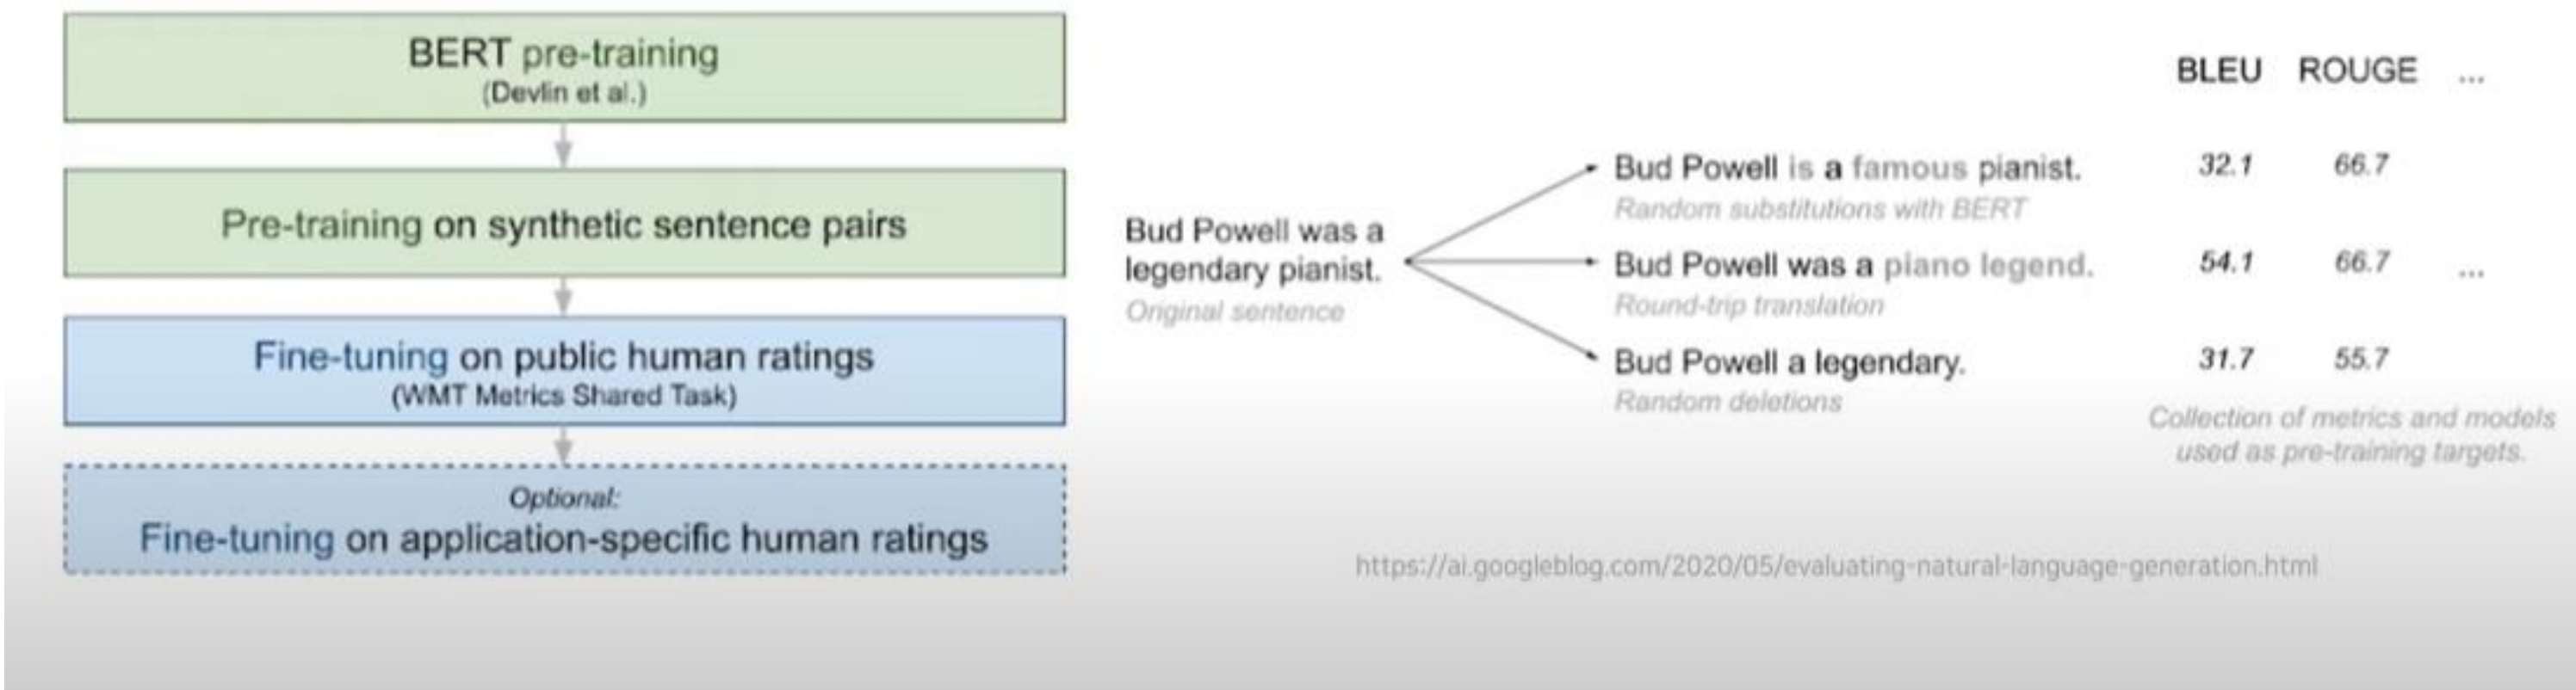 BERT pre-training
(Devlin et al.)
Pre-training on synthetic sentence pairs
Fine-tuning on public human ratings
(WMT Metrics Shared Task)
Optional:
Fine-tuning on application-specific human ratings
Bud Powell was a
legendary pianist.
Original sentence
BLEU ROUGE ...
Bud Powell is a famous pianist. 32.1 66.7
Random substitutions with BERT
Bud Powell was a piano legend. 54.1 66.7 ...
Round-trip translation
Bud Powell a legendary. 31.7 55.7
Random deletions
Collection of metrics and models
used as pre-training targets.
https://ai.googleblog.com/2020/05/evaluating-natural-language-generation.html